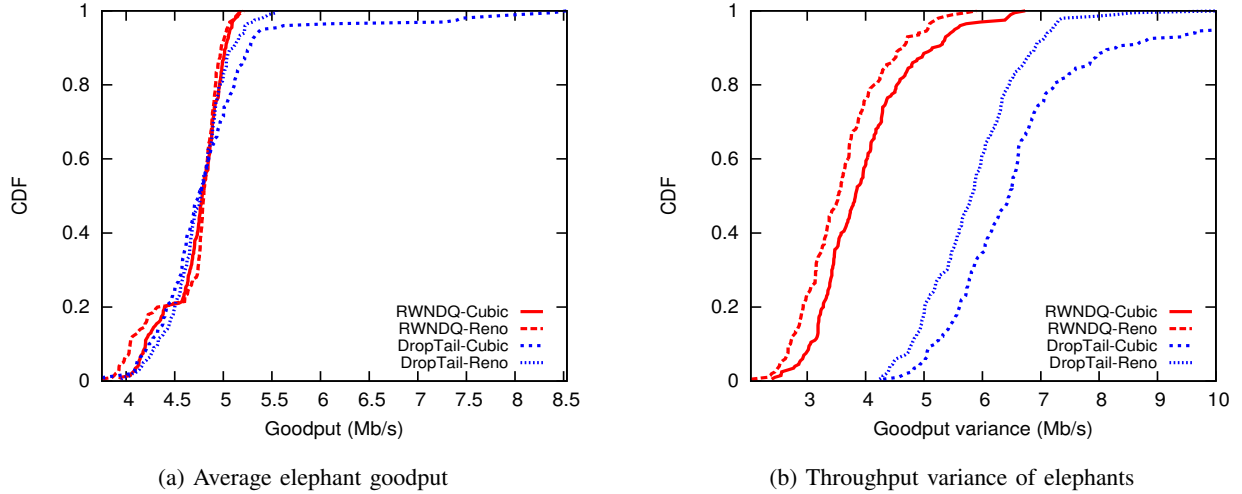 1
0.8
0.6
0.4
0.2
0
CDF
4 4.5 5 5.5 6 6.5 7 7.5 8 8.5
Goodput (Mb/s)
RWNDQ-Cubic
RWNDQ-Reno
DropTail-Cubic
DropTail-Reno
(a) Average elephant goodput
1
0.8
0.6
0.4
0.2
0
CDF
3 4 5 6 7 8 9 10
Goodput variance (Mb/s)
RWNDQ-Cubic
RWNDQ-Reno
DropTail-Cubic
DropTail-Reno
(b) Throughput variance of elephants